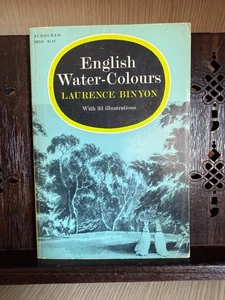 SCHOCKEN
English
Water-Colours
LAURENCE BINYON
With 33 illustrations